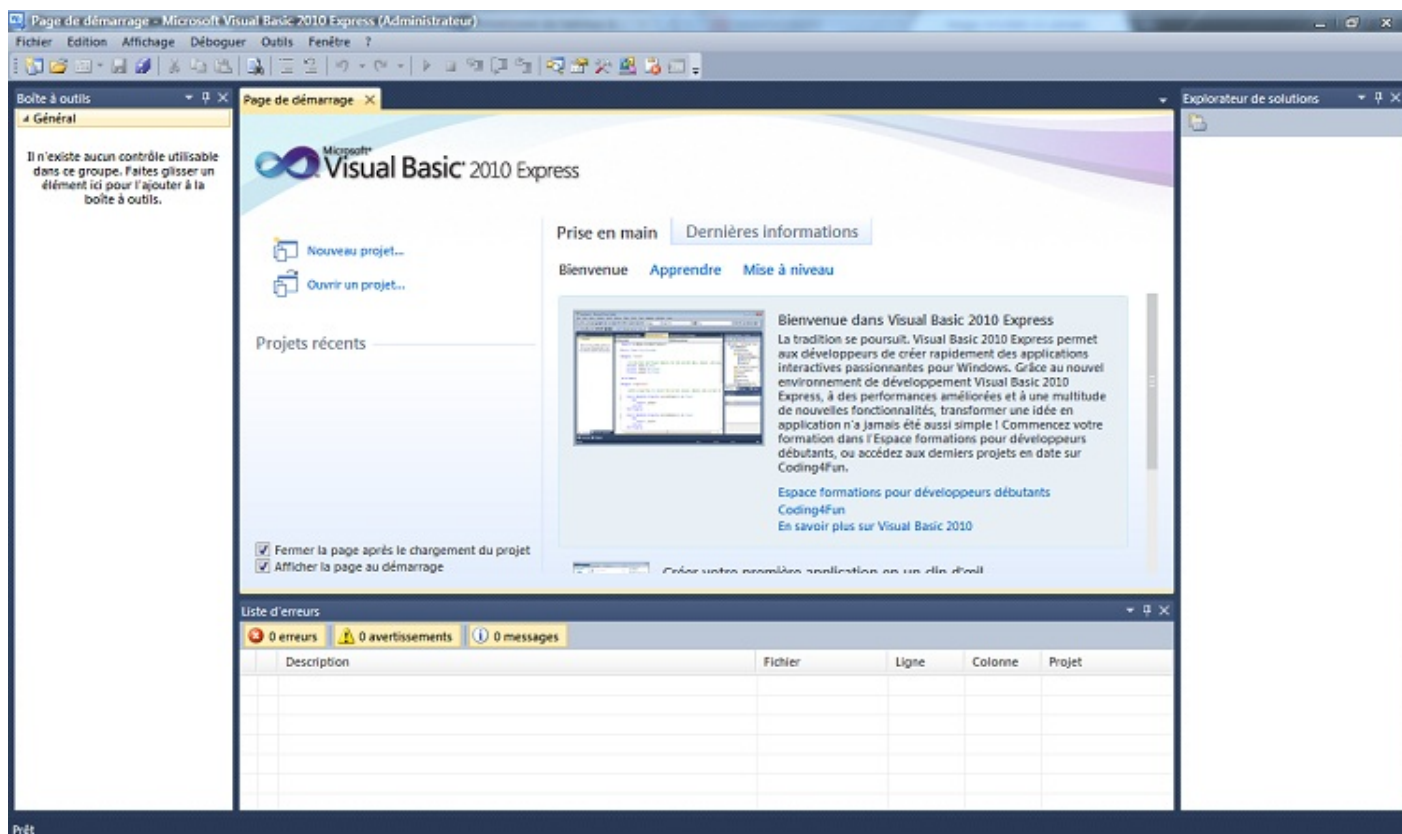 Page de démarrage - Microsoft Visual Basic 2010 Express (Administrateur)
Fichier Edition Affichage Déboguer Outils Fenêtre ?
Boîte à outils
Général
Il n'existe aucun contrôle utilisable
dans ce groupe. Faites glisser un
élément ici pour l'ajouter à la
boîte à outils.
Page de démarrage
Microsoft
Visual Basic 2010 Express
Nouveau projet...
Ouvrir un projet...
Projets récents
Fermer la page après le chargement du projet
Afficher la page au démarrage
Prise en main Dernières informations
Bienvenue Apprendre Mise à niveau
Bienvenue dans Visual Basic 2010 Express
La tradition se poursuit. Visual Basic 2010 Express permet
aux développeurs de créer rapidement des applications
interactives passionnantes pour Windows. Grâce au nouvel
environnement de développement Visual Basic 2010
Express, à des performances améliorées et à une multitude
de nouvelles fonctionnalités, transformer une idée en
application n'a jamais été aussi simple ! Commencez votre
formation dans l'Espace formations pour développeurs
débutants, ou accédez aux derniers projets en date sur
Coding4Fun.
Espace formations pour développeurs débutants
Coding4Fun
En savoir plus sur Visual Basic 2010
Créer votre première application en un clin d'œil
Explorateur de solutions
Liste d'erreurs
0 erreurs 0 avertissements 0 messages
Description Fichier Ligne Colonne Projet
Prêt